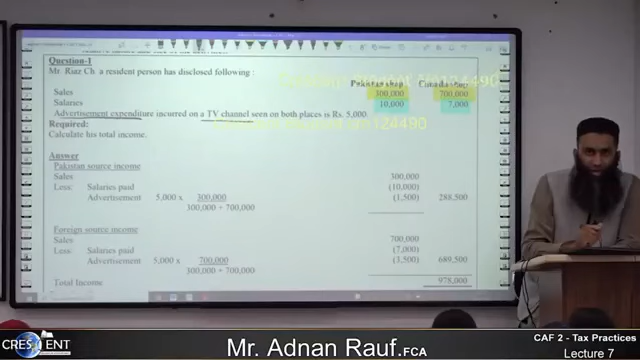 Question-1
Mr Riaz Ch a resident person has disclosed following :
Pakistan shop Canada shop
Sales 300,000 700,000
Salaries 10,000 7,000
Advertisement expenditure incurred on a TV channel seen on both places is Rs. 5,000.
Required:
Calculate his total income.
Answer
Pakistan source income
Sales 300,000
Less: Salaries paid (10,000)
Advertisement 5,000 x 300,000 (1,500) 288,500
300,000 + 700,000
Foreign source income
Sales 700,000
Less: Salaries paid (7,000)
Advertisement 5,000 x 700,000 (3,500) 689,500
300,000 + 700,000
Total Income 978,000
CRESCENT
Mr. Adnan Rauf.FCA
CAF 2 - Tax Practices
Lecture 7